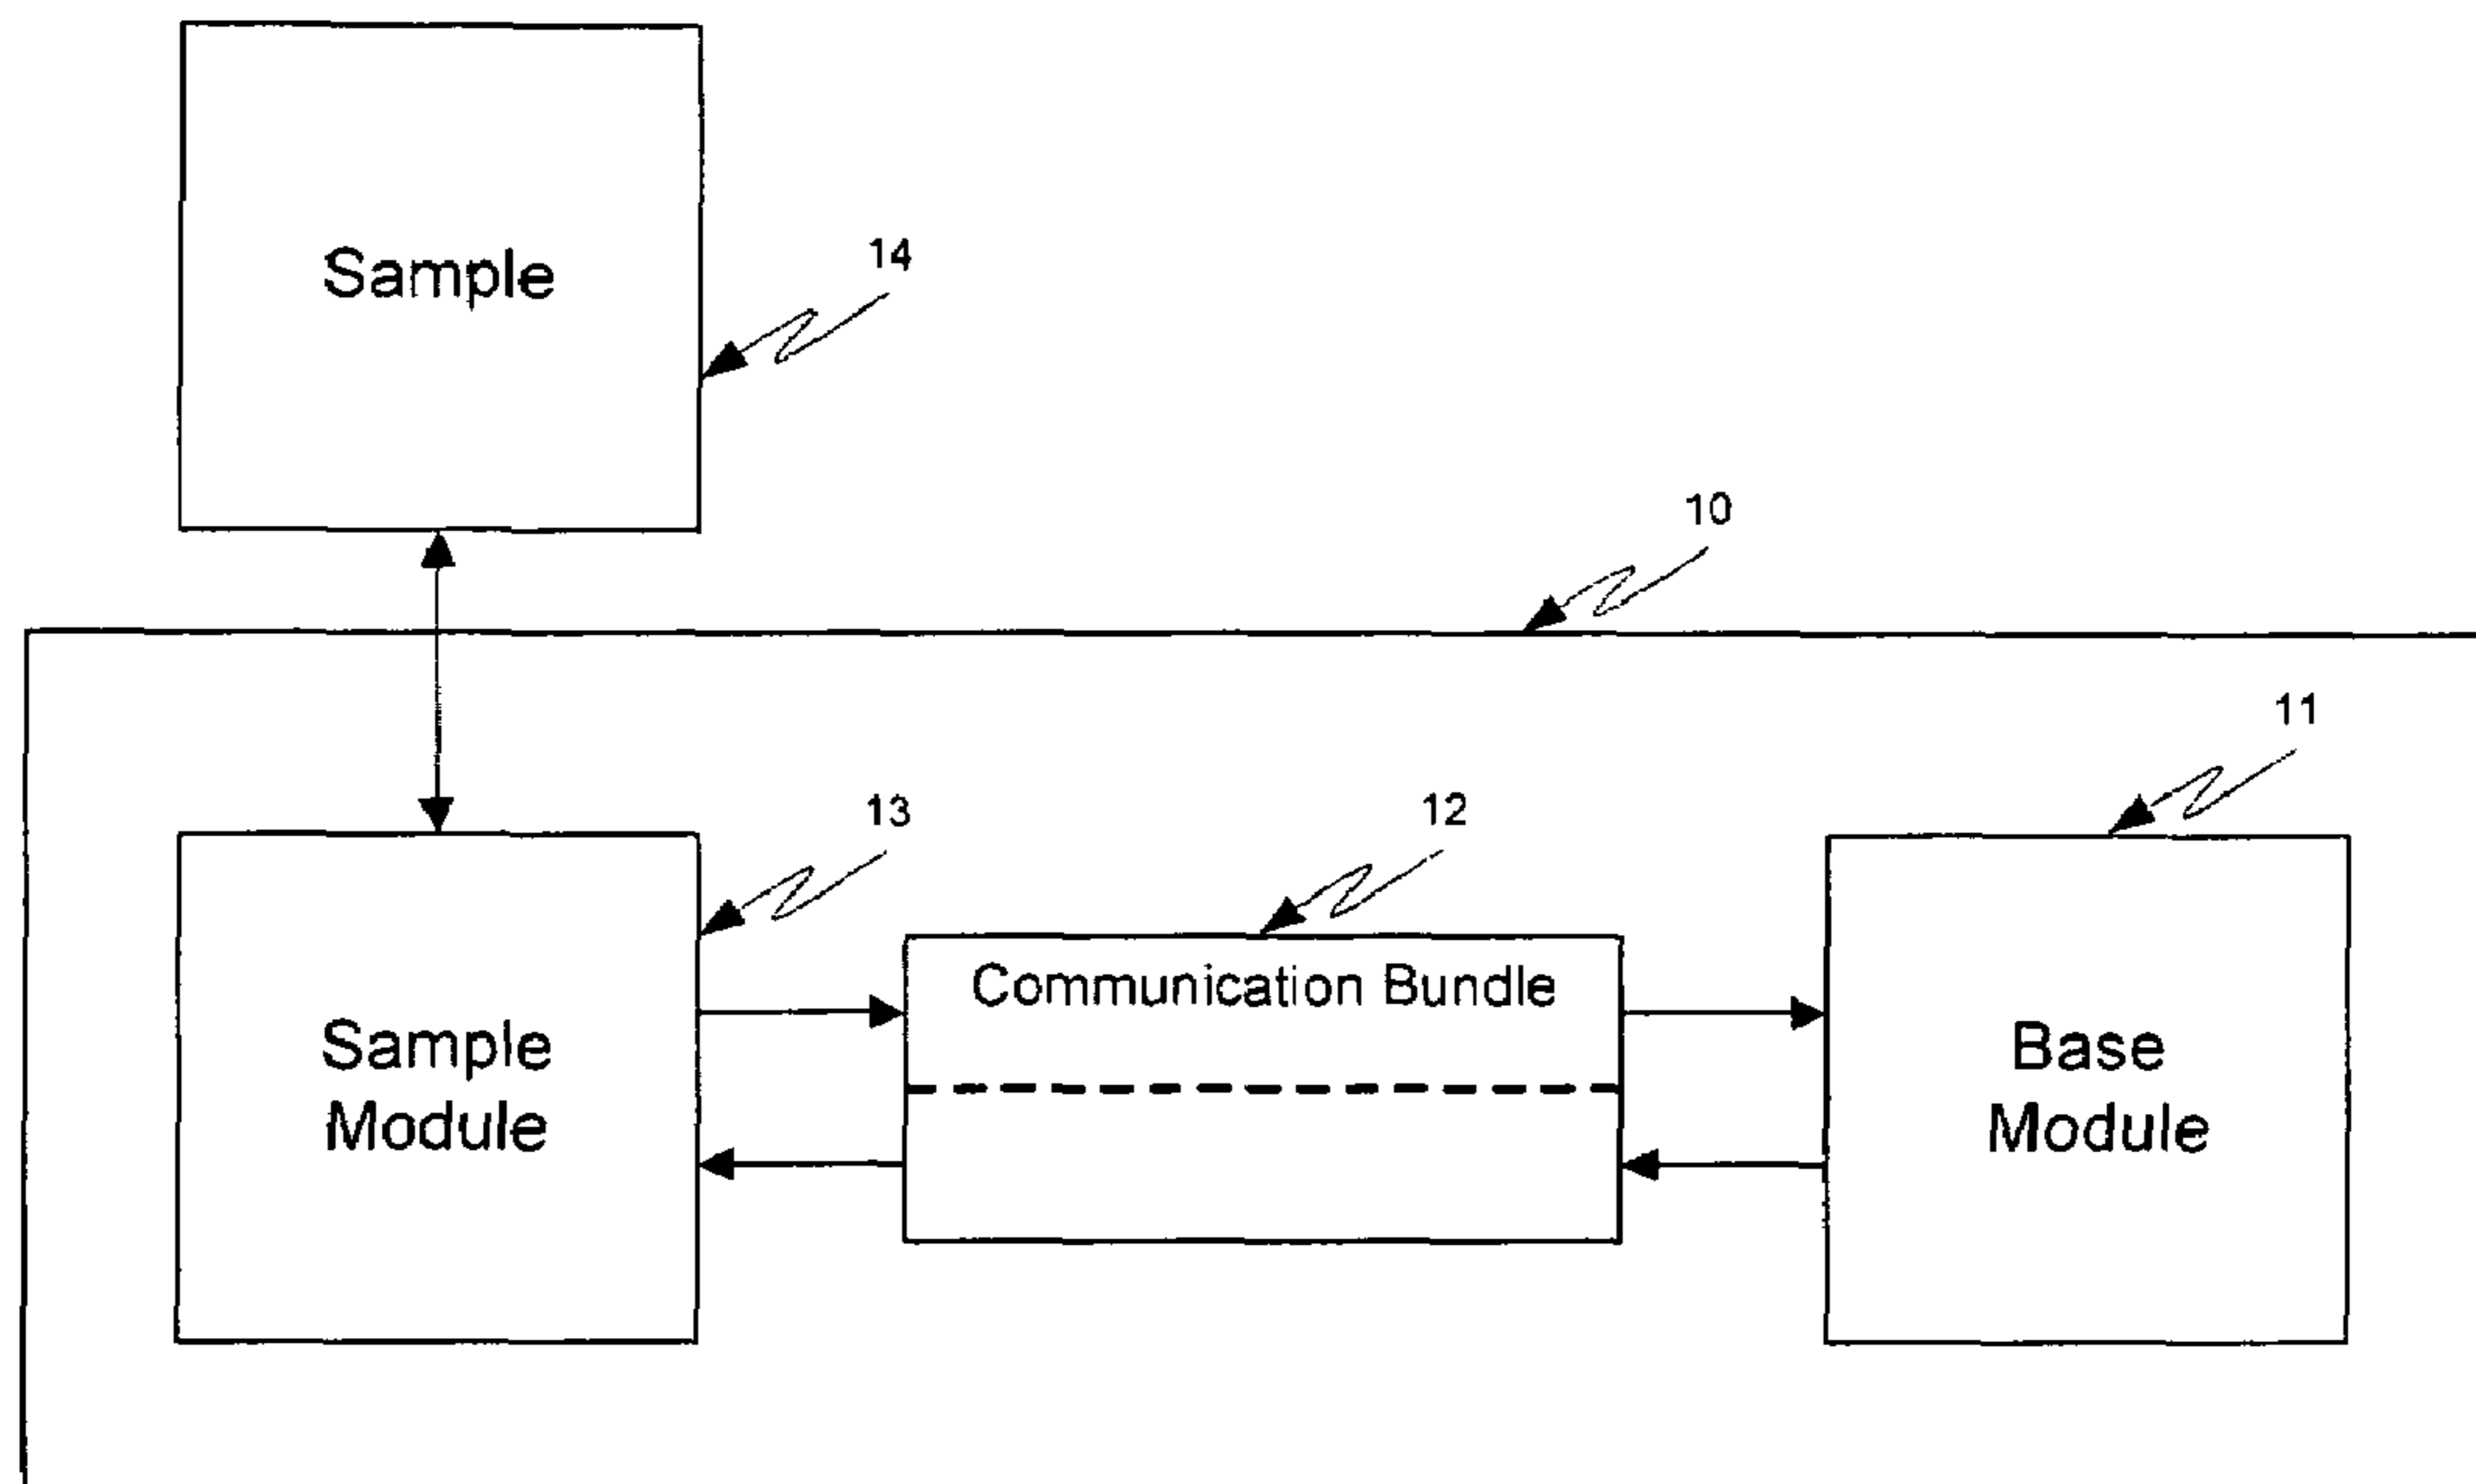 Sample
14
10
11
13
12
Communication Bundle
Sample
Module
Base
Module